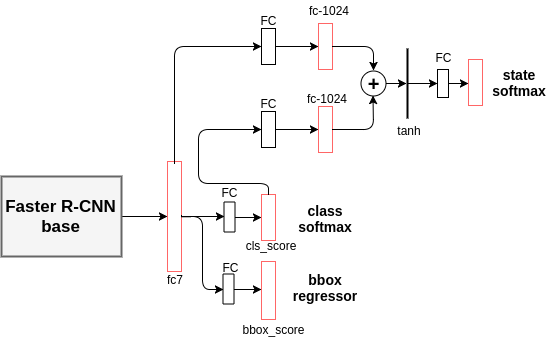 fc-1024
FC
FC
state
softmax
+
FC
fc-1024
tanh
Faster R-CNN
base
FC
class
softmax
cls_score
fc7
FC
bbox
regressor
bbox_score